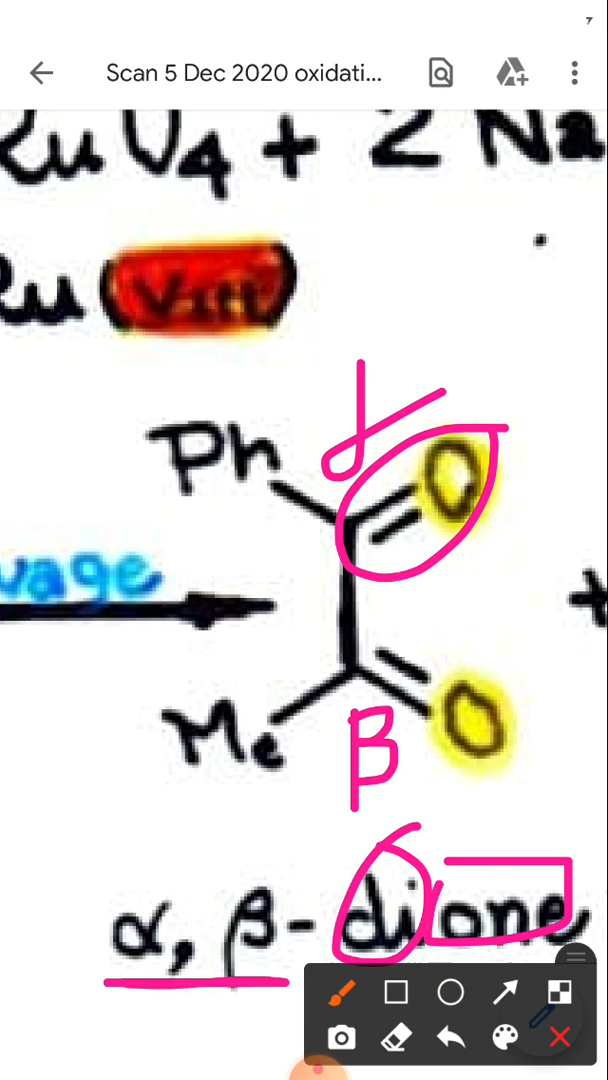 Scan 5 Dec 2020 oxidati...
RuO4 + 2 Na
Ru (VIII)
Ph
O
vage
+
Me
O
β
α, β- dione